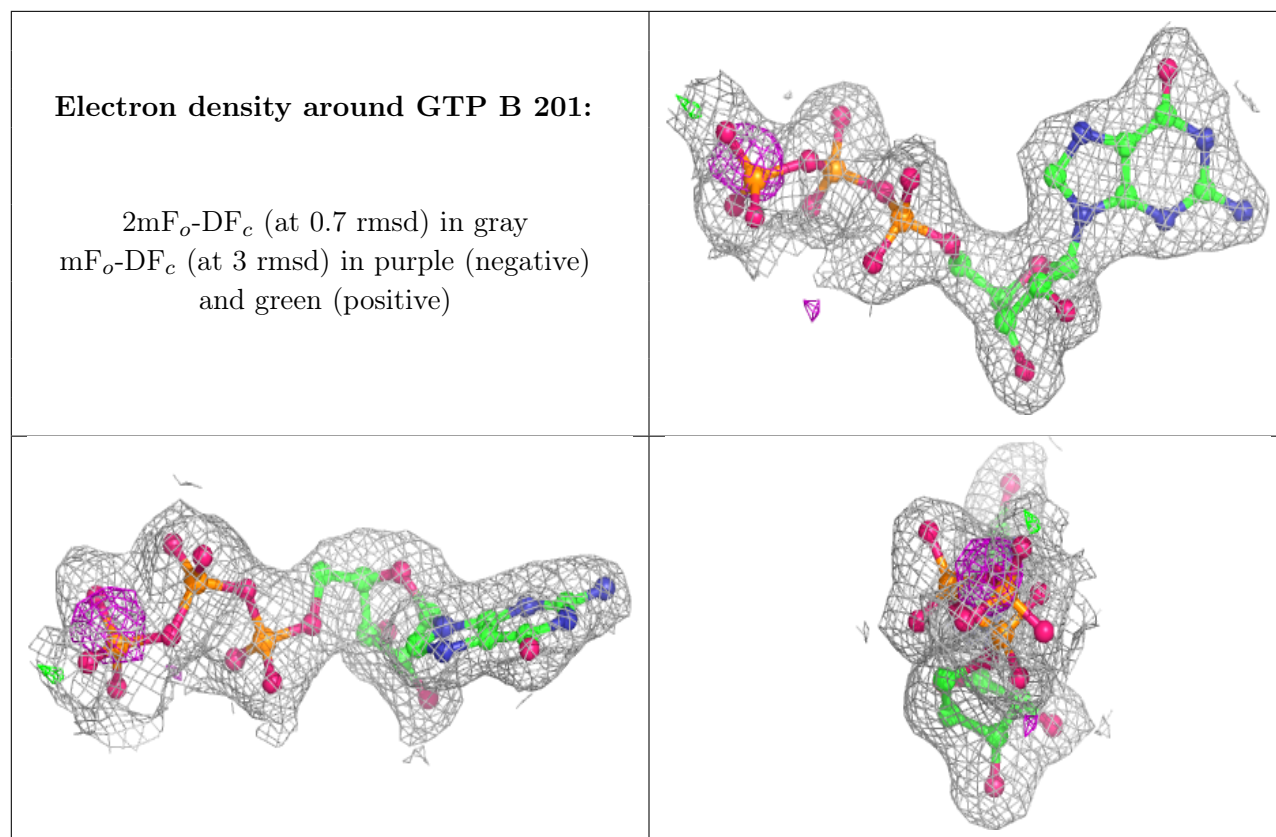 Electron density around GTP B 201:
2mFo-DFc (at 0.7 rmsd) in gray
mFo-DFc (at 3 rmsd) in purple (negative)
and green (positive)